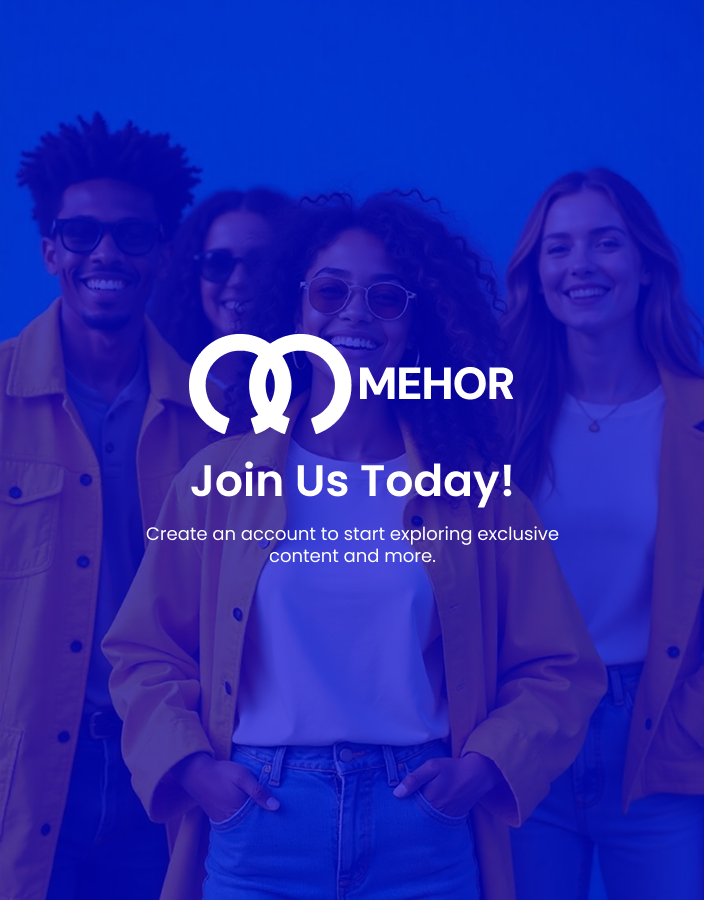 MEHOR
Join Us Today!
Create an account to start exploring exclusive
content and more.